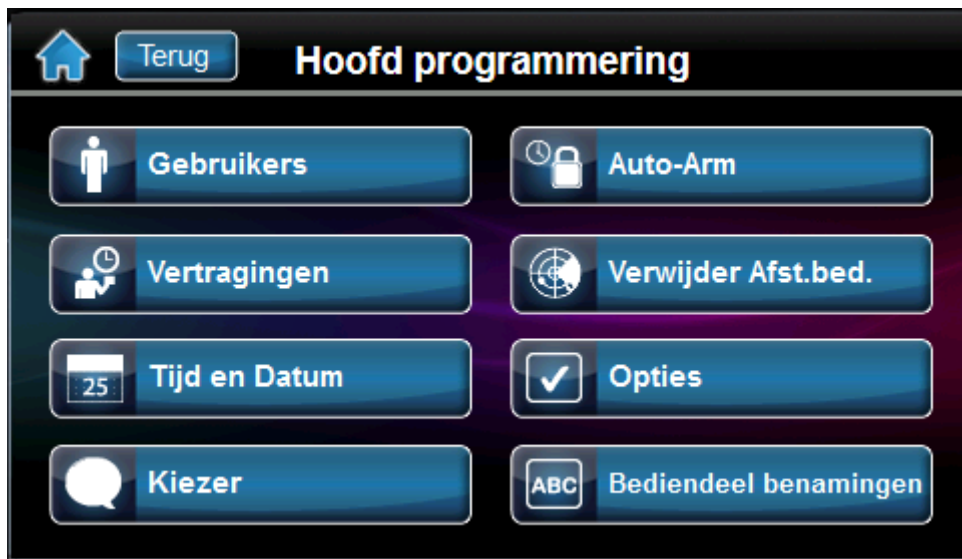 Terug
Hoofd programmering
Gebruikers
Auto-Arm
Vertragingen
Verwijder Afst.bed.
25
Tijd en Datum
Opties
Kiezer
ABC
Bediendeel benamingen